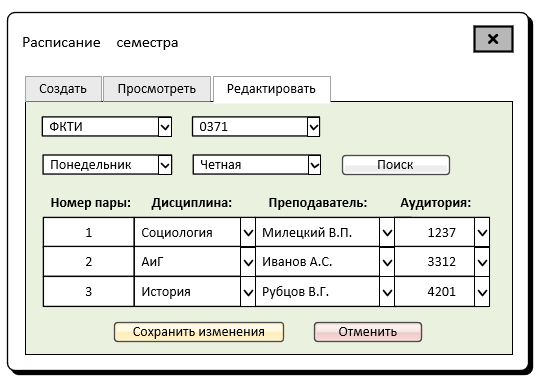 Расписание семестра
Создать Просмотреть Редактировать
ФКТИ 0371
Понедельник Четная Поиск
Номер пары: Дисциплина: Преподаватель: Аудитория:
1 Социология Милецкий В.П. 1237
2 АиГ Иванов А.С. 3312
3 История Рубцов В.Г. 4201
Сохранить изменения Отменить